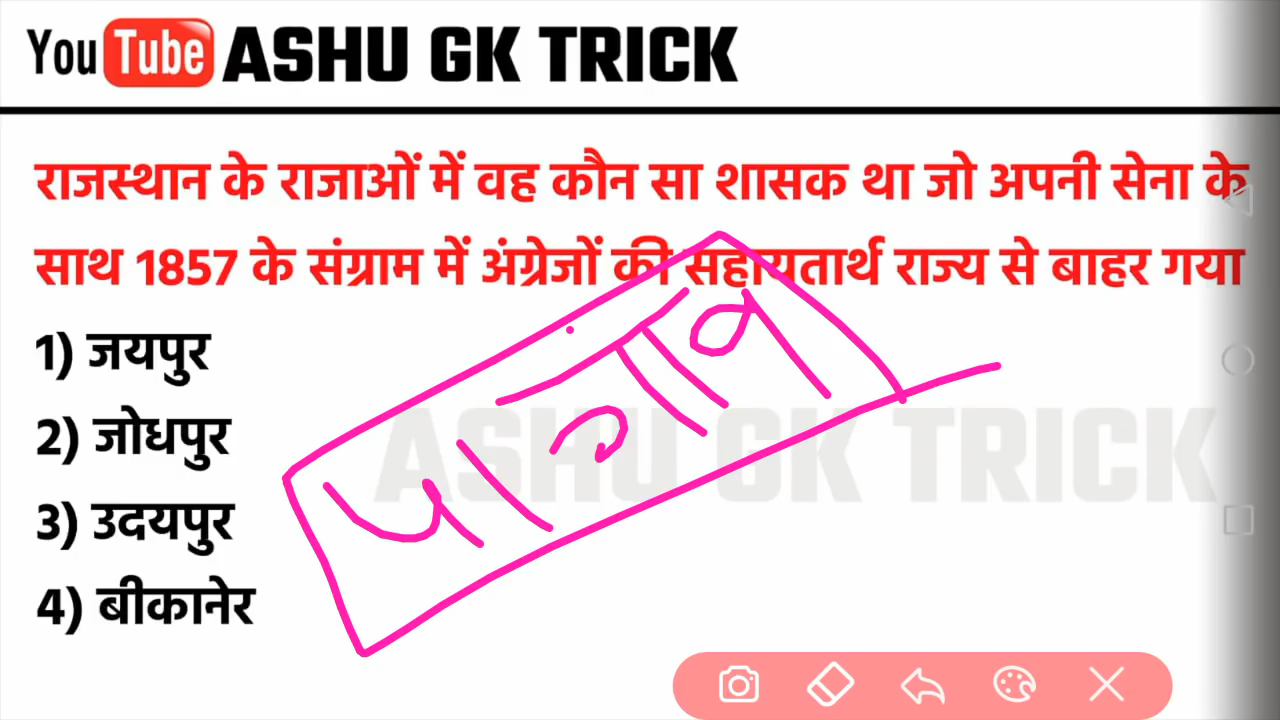 You Tube ASHU GK TRICK
राजस्थान के राजाओं में वह कौन सा शासक था जो अपनी सेना के
साथ 1857 के संग्राम में अंग्रेजों की सहायतार्थ राज्य से बाहर गया
1) जयपुर
2) जोधपुर
3) उदयपुर
4) बीकानेर
ASHU GK TRICK